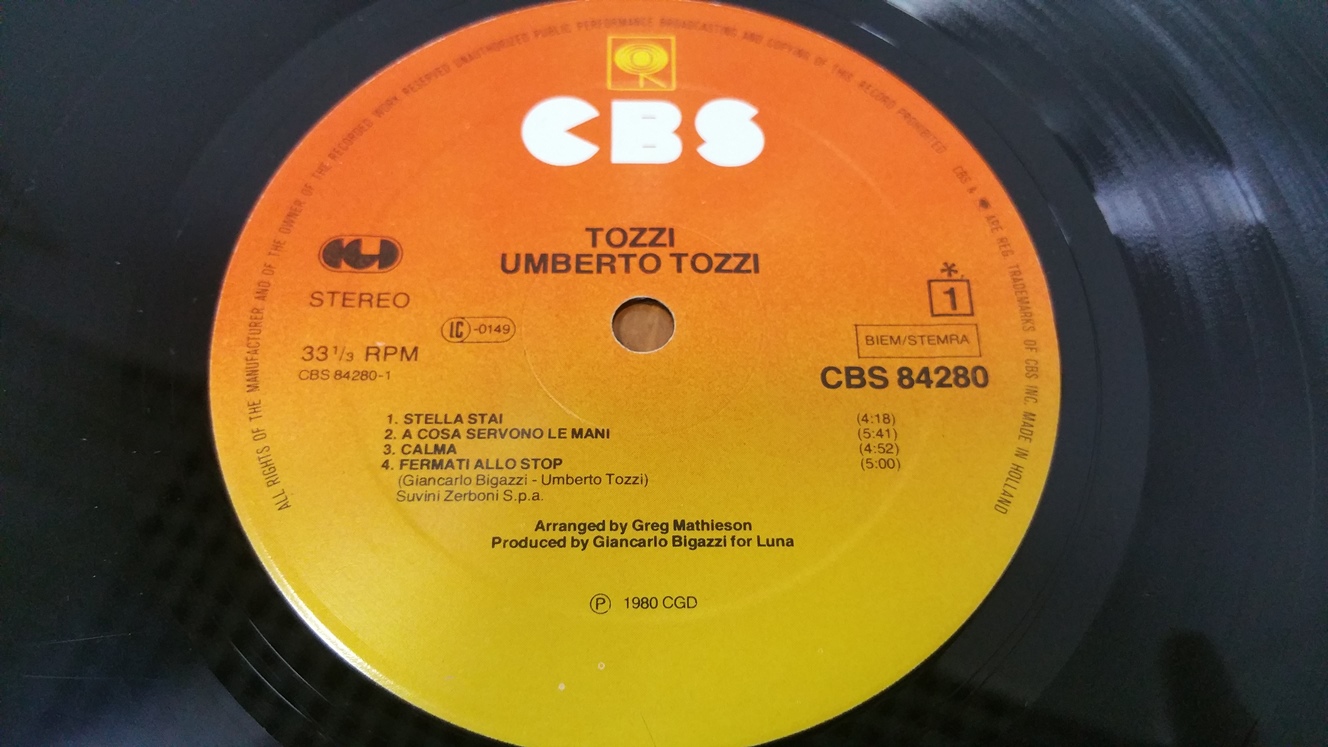 ALL RIGHTS OF THE MANUFACTURER AND OF THE OWNER OF THE RECORDED WORK RESERVED UNAUTHORIZED PUBLIC PERFORMANCE BROADCASTING AND COPYING OF THIS RECORD PROHIBITED CBS & ARE REG. TRADEMARKS OF CBS INC. MADE IN HOLLAND
CBS
TOZZI
UMBERTO TOZZI
STEREO
* 1
LC -0149
BIEM/STEMRA
33 1/3 RPM
CBS 84280-1
CBS 84280
1. STELLA STAI (4:18)
2. A COSA SERVONO LE MANI (5:41)
3. CALMA (4:52)
4. FERMATI ALLO STOP (5:00)
(Giancarlo Bigazzi - Umberto Tozzi)
Suvini Zerboni S.p.a.
Arranged by Greg Mathieson
Produced by Giancarlo Bigazzi for Luna
Ⓟ 1980 CGD